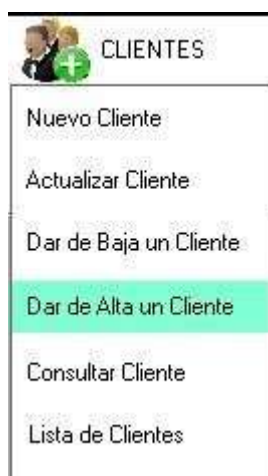 CLIENTES
Nuevo Cliente
Actualizar Cliente
Dar de Baja un Cliente
Dar de Alta un Cliente
Consultar Cliente
Lista de Clientes